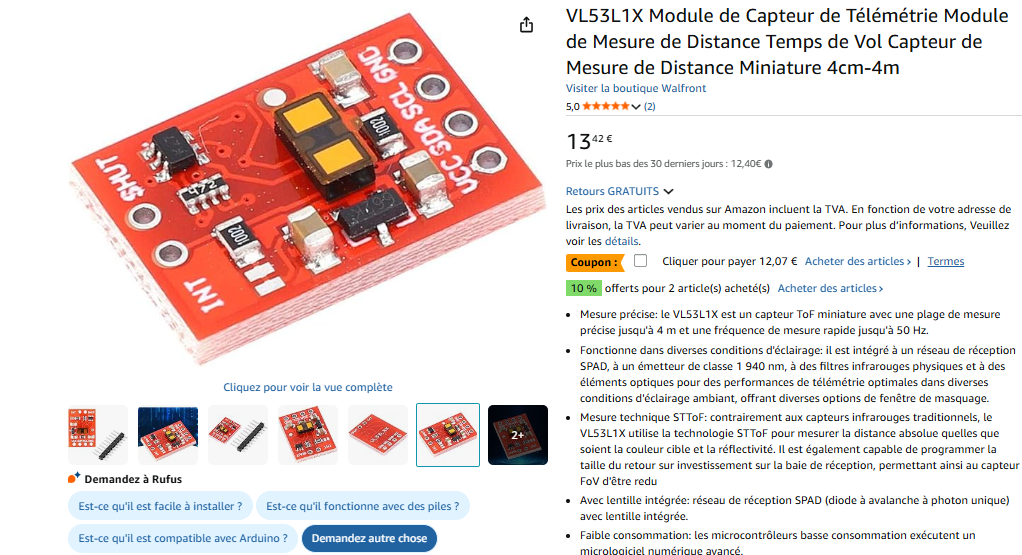 VL53L1X Module de Capteur de Télémétrie Module
de Mesure de Distance Temps de Vol Capteur de
Mesure de Distance Miniature 4cm-4m
Visiter la boutique Walfront
5,0 (2)
13 42 €
Prix le plus bas des 30 derniers jours : 12,40€
Retours GRATUITS
Les prix des articles vendus sur Amazon incluent la TVA. En fonction de votre adresse de
livraison, la TVA peut varier au moment du paiement. Pour plus d'informations, Veuillez
voir les détails.
Coupon : Cliquer pour payer 12,07 € Acheter des articles › | Termes
10 % offerts pour 2 article(s) acheté(s) Acheter des articles ›
• Mesure précise: le VL53L1X est un capteur ToF miniature avec une plage de mesure
précise jusqu'à 4 m et une fréquence de mesure rapide jusqu'à 50 Hz.
• Fonctionne dans diverses conditions d'éclairage: il est intégré à un réseau de réception
SPAD, à un émetteur de classe 1 940 nm, à des filtres infrarouges physiques et à des
éléments optiques pour des performances de télémétrie optimales dans diverses
conditions d'éclairage ambiant, offrant diverses options de fenêtre de masquage.
• Mesure technique STToF: contrairement aux capteurs infrarouges traditionnels, le
VL53L1X utilise la technologie STToF pour mesurer la distance absolue quelles que
soient la couleur cible et la réflectivité. Il est également capable de programmer la
taille du retour sur investissement sur la baie de réception, permettant ainsi au capteur
FoV d'être redu
• Avec lentille intégrée: réseau de réception SPAD (diode à avalanche à photon unique)
avec lentille intégrée.
• Faible consommation: les microcontrôleurs basse consommation exécutent un
micrologiciel numérique avancé.
GND
SCL
SDA
VCC
SHUT
INT
1002
472
1002
Cliquez pour voir la vue complète
2+
Demandez à Rufus
Est-ce qu'il est facile à installer ?
Est-ce qu'il fonctionne avec des piles ?
Est-ce qu'il est compatible avec Arduino ?
Demandez autre chose